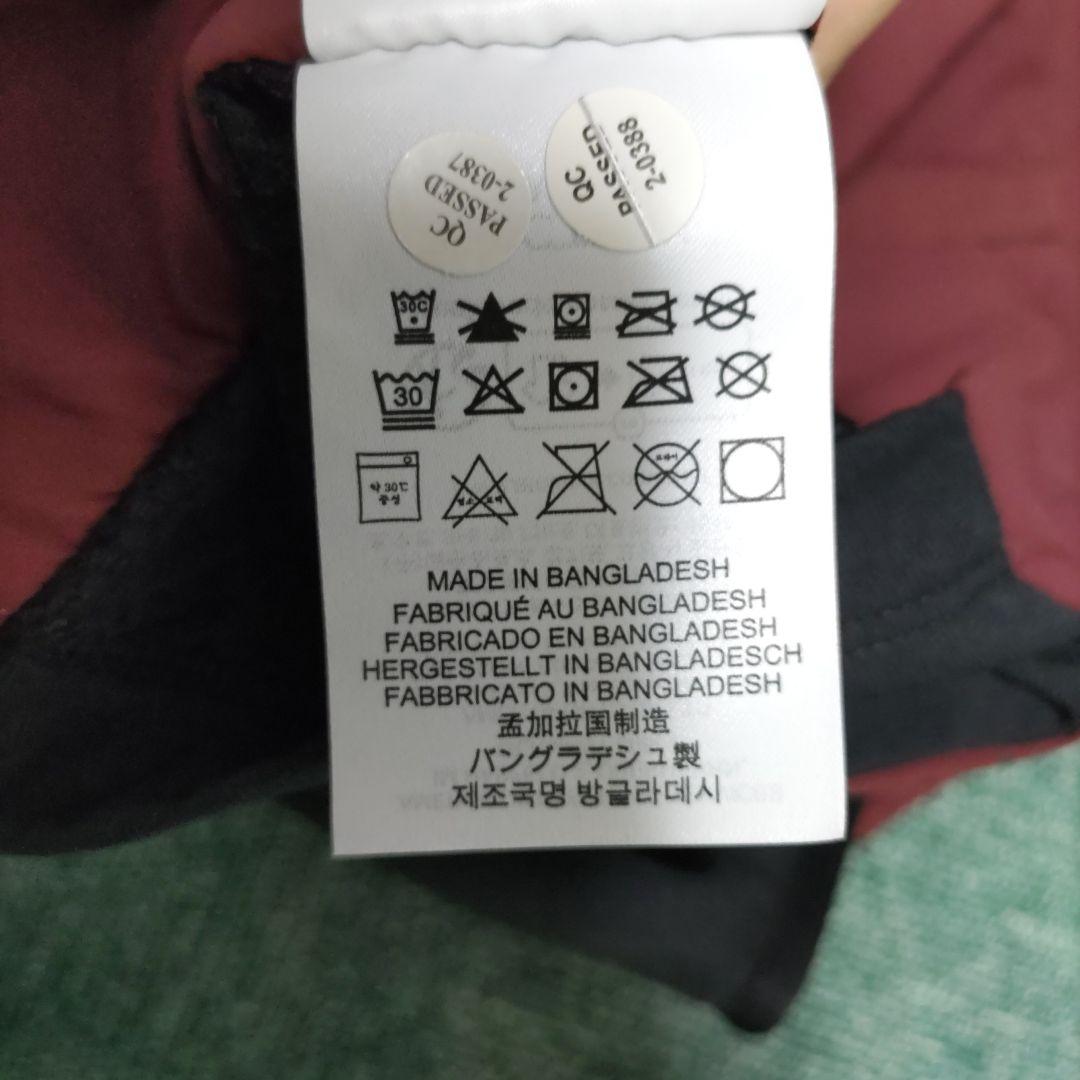 QC
PASSED
2-0387
QC
PASSED
2-0388
30C
30
약 30℃
중성
MADE IN BANGLADESH
FABRIQUÉ AU BANGLADESH
FABRICADO EN BANGLADESH
HERGESTELLT IN BANGLADESCH
FABBRICATO IN BANGLADESH
孟加拉国制造
バングラデシュ製
제조국명 방글라데시